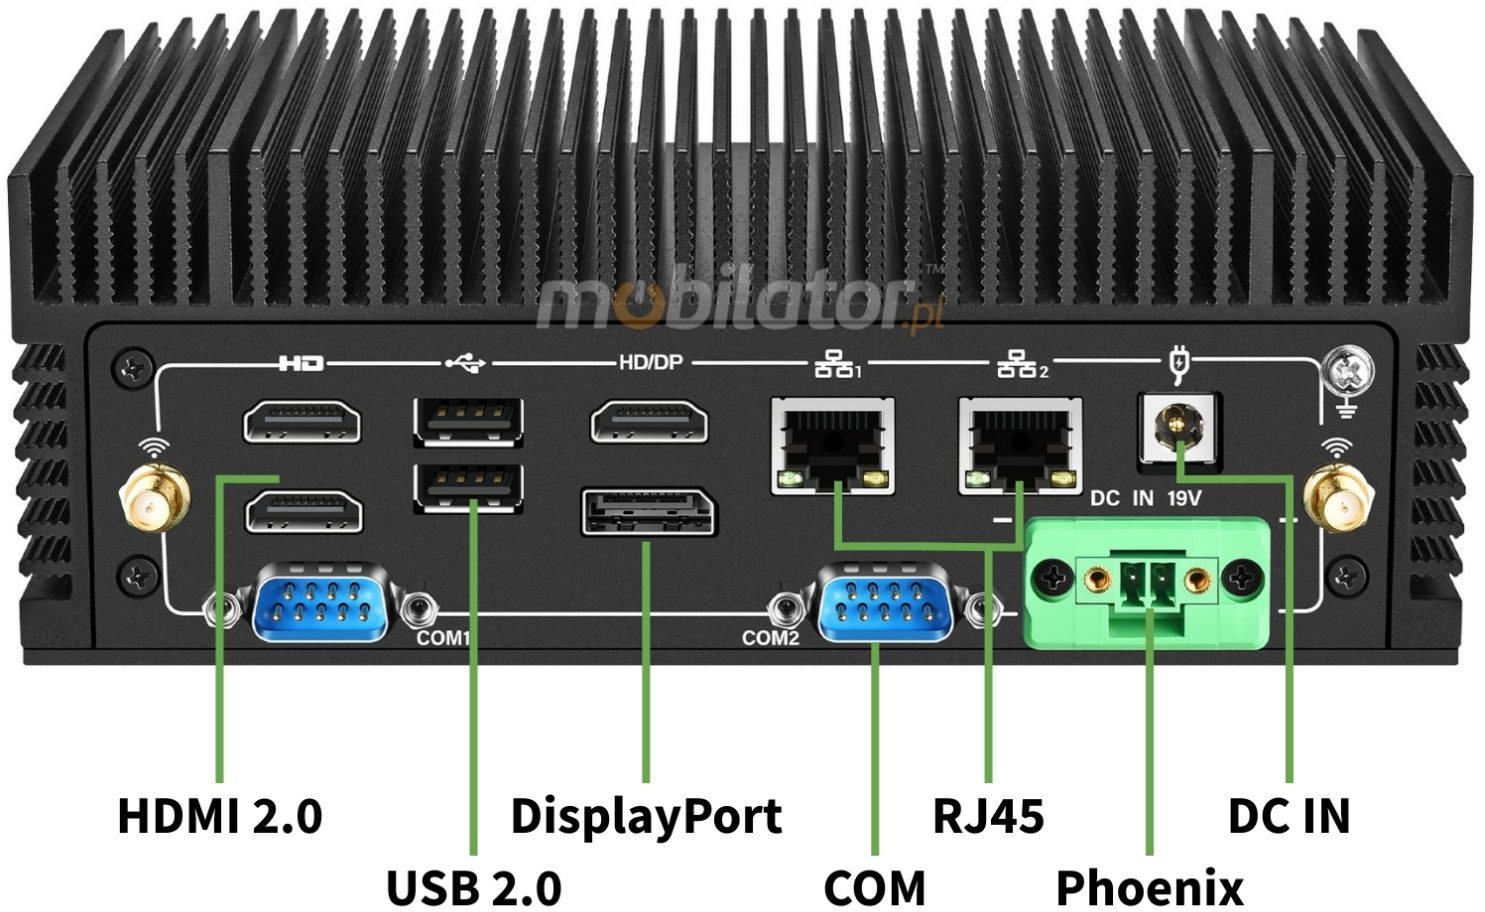 mobilator.pl™
HD
HD/DP
1
2
DC IN 19V
COM1
COM2
HDMI 2.0
DisplayPort
RJ45
DC IN
USB 2.0
COM
Phoenix